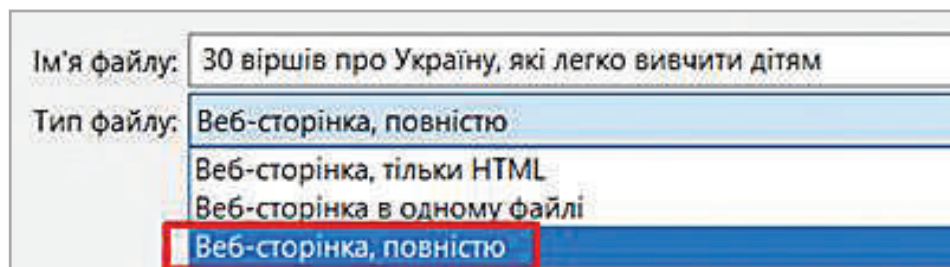 Ім'я файлу: 30 віршів про Україну, які легко вивчити дітям
Тип файлу: Веб-сторінка, повністю
Веб-сторінка, тільки HTML
Веб-сторінка в одному файлі
Веб-сторінка, повністю